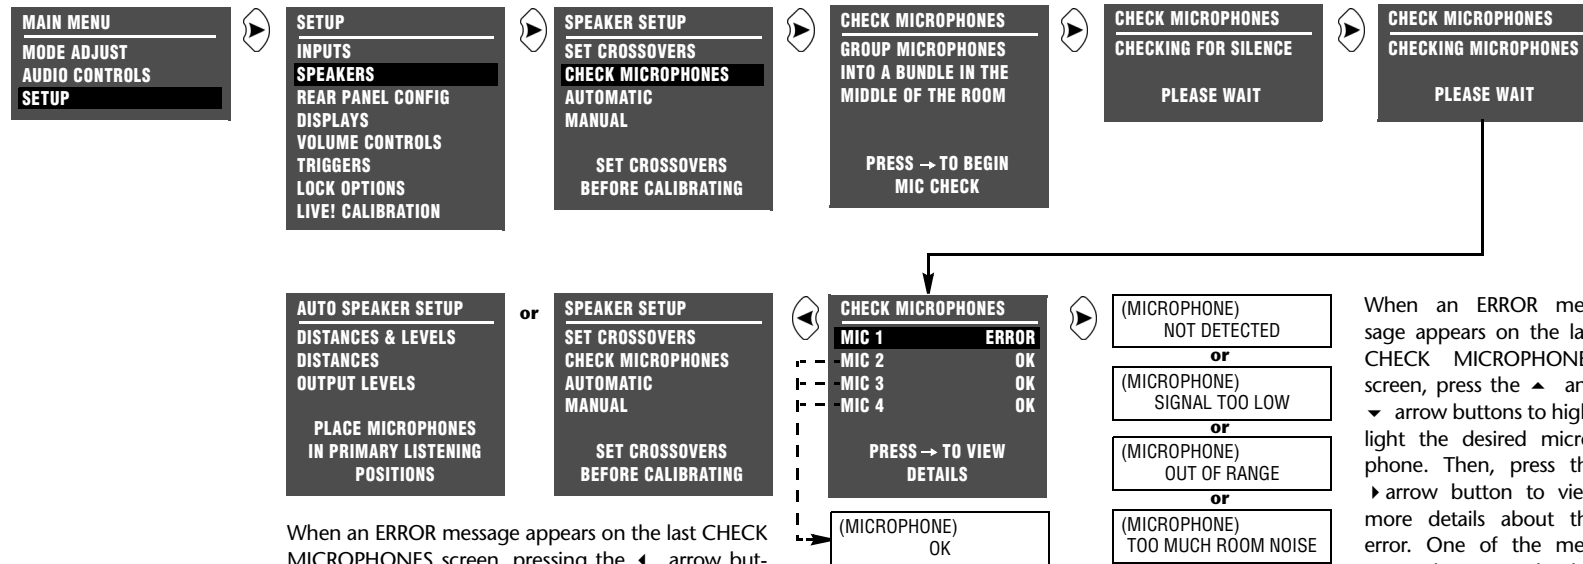 MAIN MENU
MODE ADJUST
AUDIO CONTROLS
SETUP
SETUP
INPUTS
SPEAKERS
REAR PANEL CONFIG
DISPLAYS
VOLUME CONTROLS
TRIGGERS
LOCK OPTIONS
LIVE! CALIBRATION
SPEAKER SETUP
SET CROSSOVERS
CHECK MICROPHONES
AUTOMATIC
MANUAL
SET CROSSOVERS
BEFORE CALIBRATING
CHECK MICROPHONES
GROUP MICROPHONES
INTO A BUNDLE IN THE
MIDDLE OF THE ROOM
PRESS → TO BEGIN
MIC CHECK
CHECK MICROPHONES
CHECKING FOR SILENCE
PLEASE WAIT
CHECK MICROPHONES
CHECKING MICROPHONES
PLEASE WAIT
AUTO SPEAKER SETUP
DISTANCES & LEVELS
DISTANCES
OUTPUT LEVELS
PLACE MICROPHONES
IN PRIMARY LISTENING
POSITIONS
or
SPEAKER SETUP
SET CROSSOVERS
CHECK MICROPHONES
AUTOMATIC
MANUAL
SET CROSSOVERS
BEFORE CALIBRATING
CHECK MICROPHONES
MIC 1 ERROR
MIC 2 OK
MIC 3 OK
MIC 4 OK
PRESS → TO VIEW
DETAILS
(MICROPHONE)
OK
(MICROPHONE)
NOT DETECTED
or
(MICROPHONE)
SIGNAL TOO LOW
or
(MICROPHONE)
OUT OF RANGE
or
(MICROPHONE)
TOO MUCH ROOM NOISE
When an ERROR mes
sage appears on the la
CHECK MICROPHONE
screen, press the ▲ an
▼ arrow buttons to high
light the desired micro
phone. Then, press th
▶ arrow button to vie
more details about th
error. One of the me
When an ERROR message appears on the last CHECK
MICROPHONES screen, pressing the ◀ arrow but-